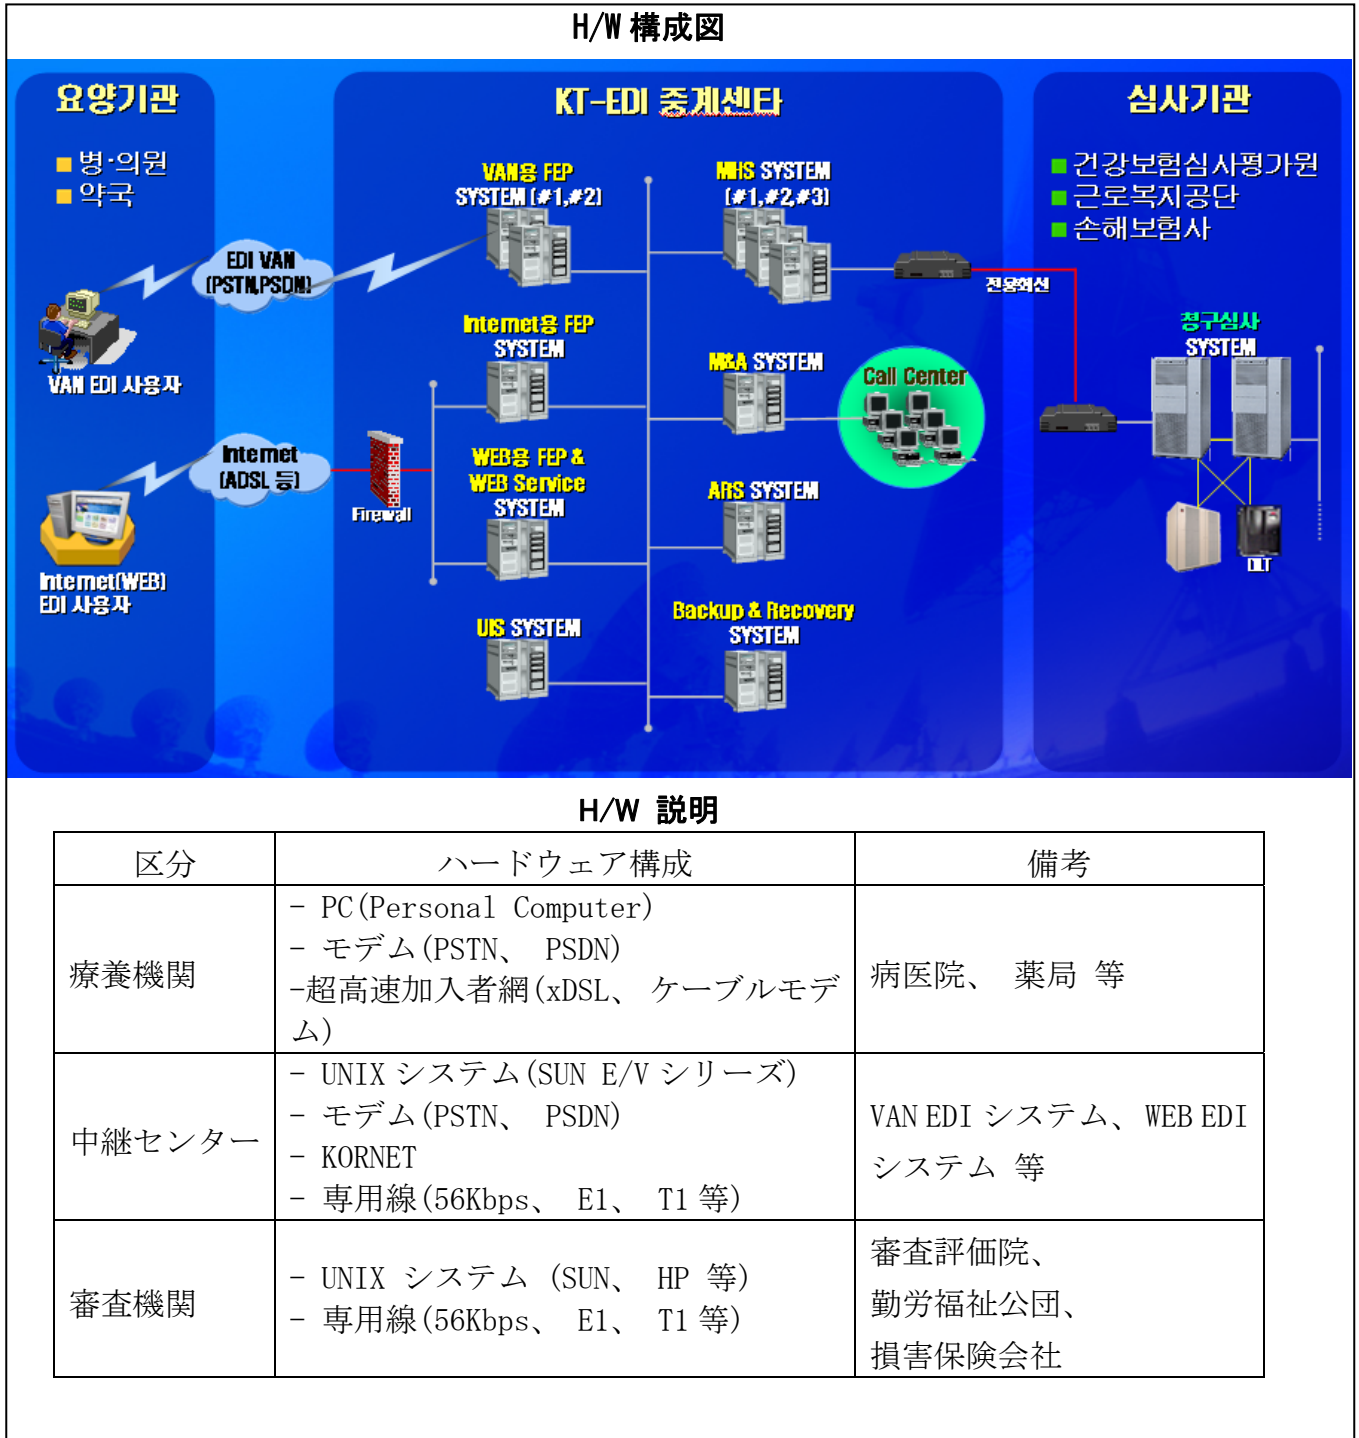 H/W 構成図
요양기관
■ 병·의원
■ 약국
VAN EDI 사용자
Internet(WEB)
EDI 사용자
EDI VAN
(PSTN,PSDN)
Internet
(ADSL 등)
Firewall
KT-EDI 중계센타
VAN용 FEP
SYSTEM (#1,#2)
Internet용 FEP
SYSTEM
WEB용 FEP &
WEB Service
SYSTEM
UIS SYSTEM
MHS SYSTEM
(#1,#2,#3)
M&A SYSTEM
Call Center
ARS SYSTEM
Backup & Recovery
SYSTEM
전용회선
심사기관
■ 건강보험심사평가원
■ 근로복지공단
■ 손해보험사
청구심사
SYSTEM
DLT
H/W 説明
区分 ハードウェア構成 備考
療養機関
- PC(Personal Computer)
- モデム(PSTN、 PSDN)
-超高速加入者網(xDSL、 ケーブルモデ
ム)
病医院、 薬局 等
中継センター
- UNIX システム(SUN E/V シリーズ)
- モデム(PSTN、 PSDN)
- KORNET
- 専用線(56Kbps、 E1、 T1 等)
VAN EDI システム、WEB EDI
システム 等
審査機関
- UNIX システム (SUN、 HP 等)
- 専用線(56Kbps、 E1、 T1 等)
審査評価院、
勤労福祉公団、
損害保険会社